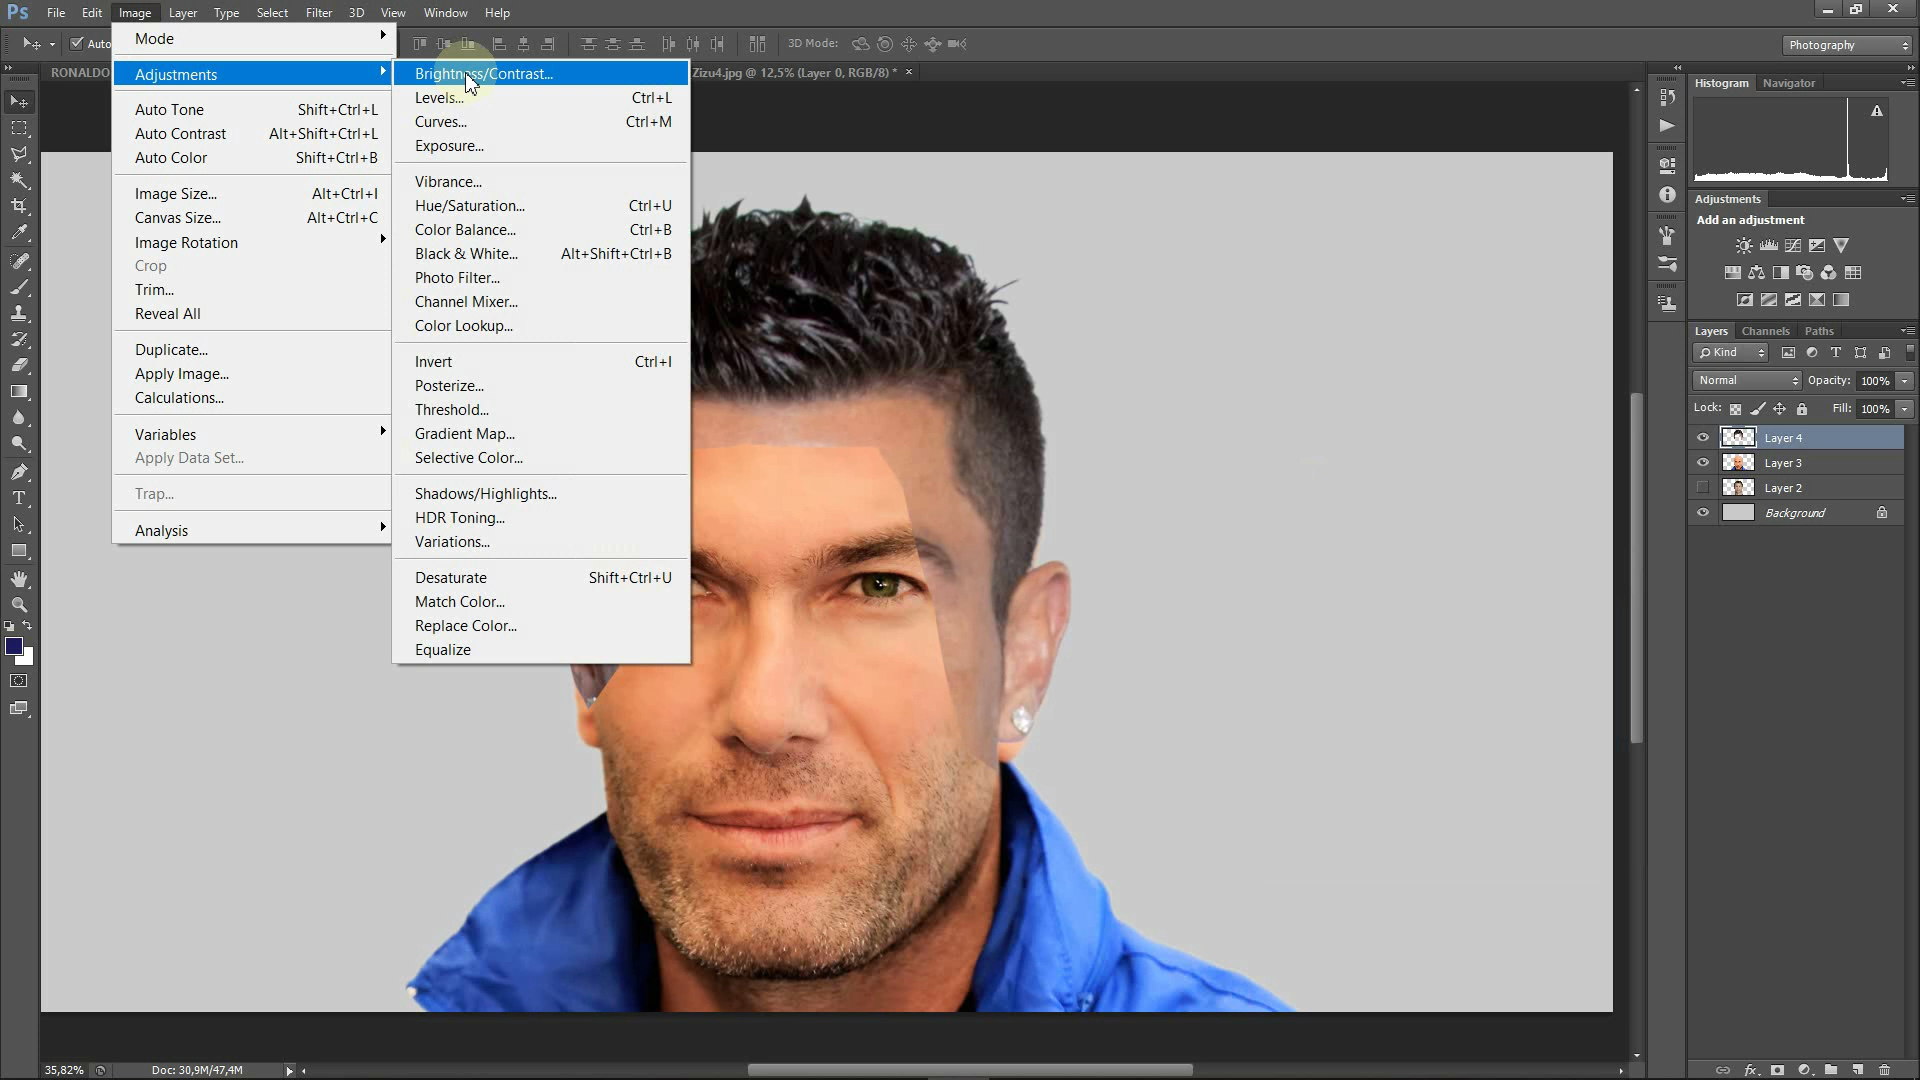 Ps File Edit Image Layer Type Select Filter 3D View Window Help
Auto
3D Mode:
Photography
RONALDO
Zizu4.jpg @ 12,5% (Layer 0, RGB/8) * ×
Mode
Adjustments
Auto Tone Shift+Ctrl+L
Auto Contrast Alt+Shift+Ctrl+L
Auto Color Shift+Ctrl+B
Image Size... Alt+Ctrl+I
Canvas Size... Alt+Ctrl+C
Image Rotation
Crop
Trim...
Reveal All
Duplicate...
Apply Image...
Calculations...
Variables
Apply Data Set...
Trap...
Analysis
Brightness/Contrast...
Levels... Ctrl+L
Curves... Ctrl+M
Exposure...
Vibrance...
Hue/Saturation... Ctrl+U
Color Balance... Ctrl+B
Black & White... Alt+Shift+Ctrl+B
Photo Filter...
Channel Mixer...
Color Lookup...
Invert Ctrl+I
Posterize...
Threshold...
Gradient Map...
Selective Color...
Shadows/Highlights...
HDR Toning...
Variations...
Desaturate Shift+Ctrl+U
Match Color...
Replace Color...
Equalize
Histogram Navigator
Adjustments
Add an adjustment
Layers Channels Paths
Kind
Normal Opacity: 100%
Lock: Fill: 100%
Layer 4
Layer 3
Layer 2
Background
35,82% Doc: 30,9M/47,4M